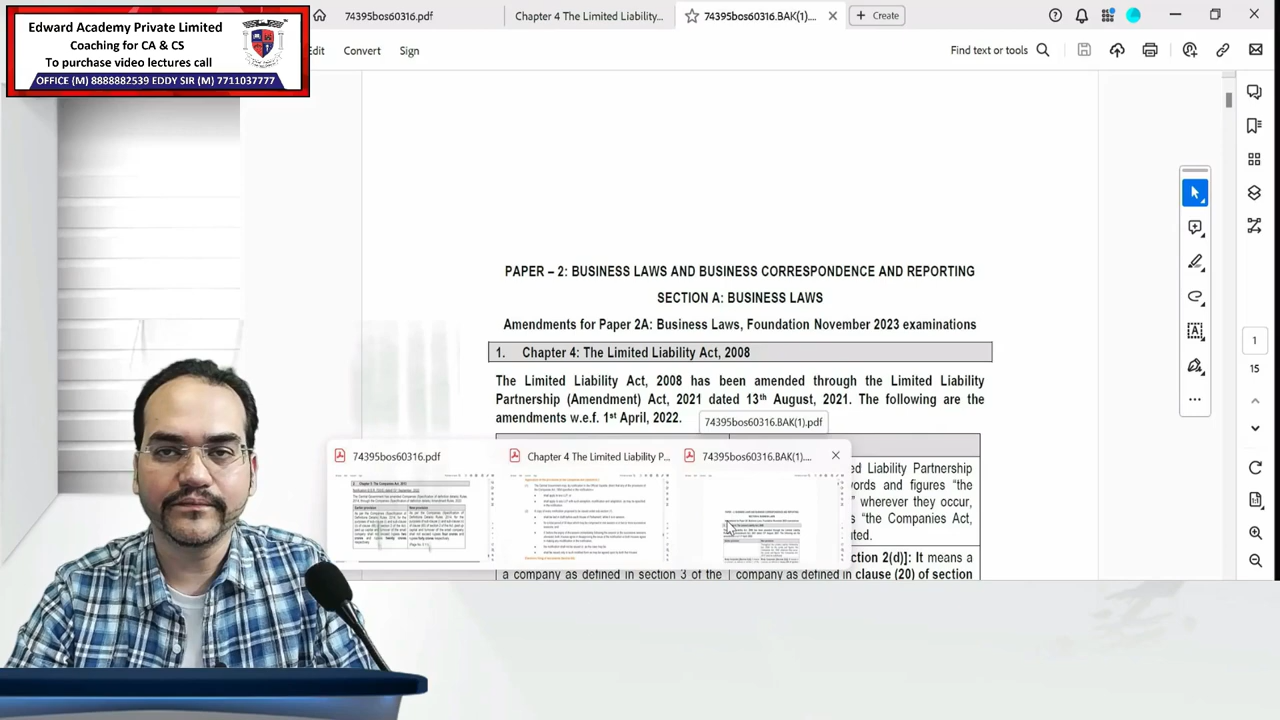 Edward Academy Private Limited
Coaching for CA & CS
To purchase video lectures call
OFFICE (M) 8888882539 EDDY SIR (M) 7711037777
74395bos60316.pdf
Chapter 4 The Limited Liability...
74395bos60316.BAK(1)....
Create
Edit
Convert
Sign
Find text or tools
PAPER – 2: BUSINESS LAWS AND BUSINESS CORRESPONDENCE AND REPORTING
SECTION A: BUSINESS LAWS
Amendments for Paper 2A: Business Laws, Foundation November 2023 examinations
1. Chapter 4: The Limited Liability Act, 2008
The Limited Liability Act, 2008 has been amended through the Limited Liability
Partnership (Amendment) Act, 2021 dated 13th August, 2021. The following are the
amendments w.e.f. 1st April, 2022.
74395bos60316.BAK(1).pdf
1
15
74395bos60316.pdf
Chapter 4 The Limited Liability P...
74395bos60316.BAK(1)....
ed Liability Partnership
ords and figures "the
wherever they occur,
the Companies Act,
ted.
ction 2(d)]: It means a
a company as defined in section 3 of the
company as defined in clause (20) of section